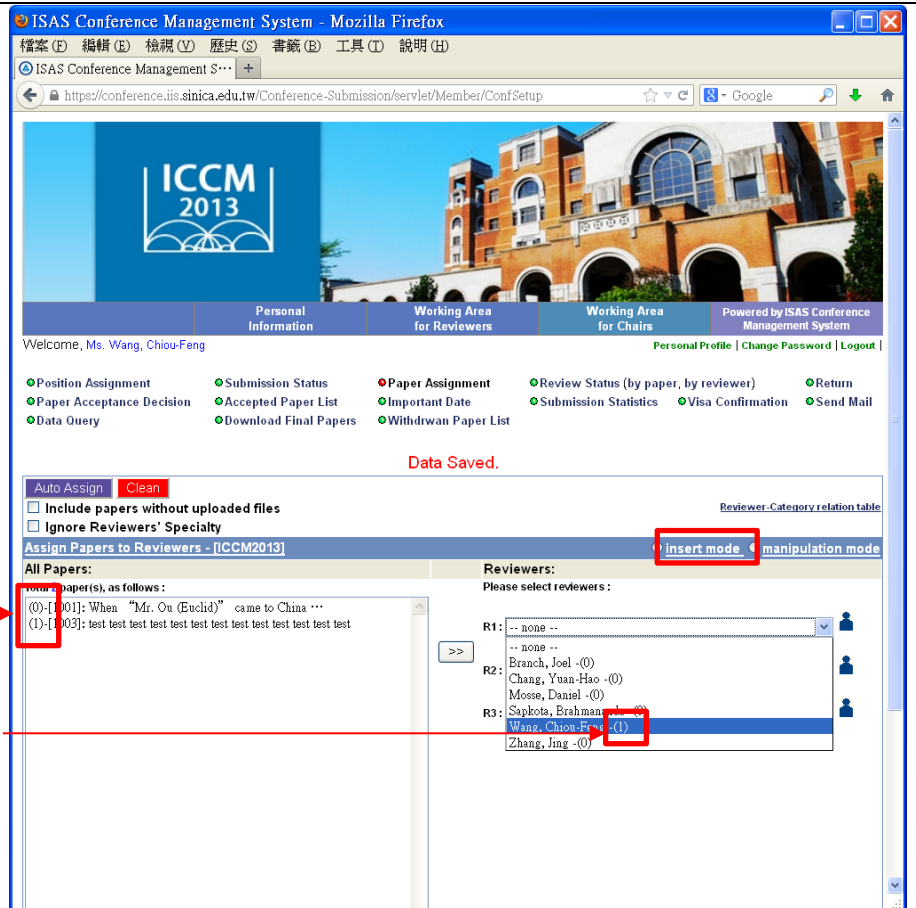 ISAS Conference Management System - Mozilla Firefox
檔案(F) 編輯(E) 檢視(V) 歷史(S) 書籤(B) 工具(T) 說明(H)
ISAS Conference Management S… +
https://conference.iis.sinica.edu.tw/Conference-Submission/servlet/Member/ConfSetup
8 - Google
ICCM
2013
Personal Information
Working Area for Reviewers
Working Area for Chairs
Powered by ISAS Conference Management System
Welcome, Ms. Wang, Chiou-Feng
Personal Profile | Change Password | Logout |
Position Assignment Submission Status Paper Assignment Review Status (by paper, by reviewer) Return
Paper Acceptance Decision Accepted Paper List Important Date Submission Statistics Visa Confirmation Send Mail
Data Query Download Final Papers Withdrwan Paper List
Data Saved.
Auto Assign Clean
Include papers without uploaded files
Reviewer-Category relation table
Ignore Reviewers' Specialty
Assign Papers to Reviewers - [ICCM2013] insert mode manipulation mode
All Papers: Reviewers:
Total 2 paper(s), as follows : Please select reviewers :
(0)-[1001]: When “Mr. Ou (Euclid)” came to China …
(1)-[1003]: test test test test test test test test test test test test test
>>
R1: -- none --
-- none --
R2: Branch, Joel -(0)
Chang, Yuan-Hao -(0)
Mosse, Daniel -(0)
R3: Sapkota, Brahmananda -(0)
Wang, Chiou-Feng -(1)
Zhang, Jing -(0)